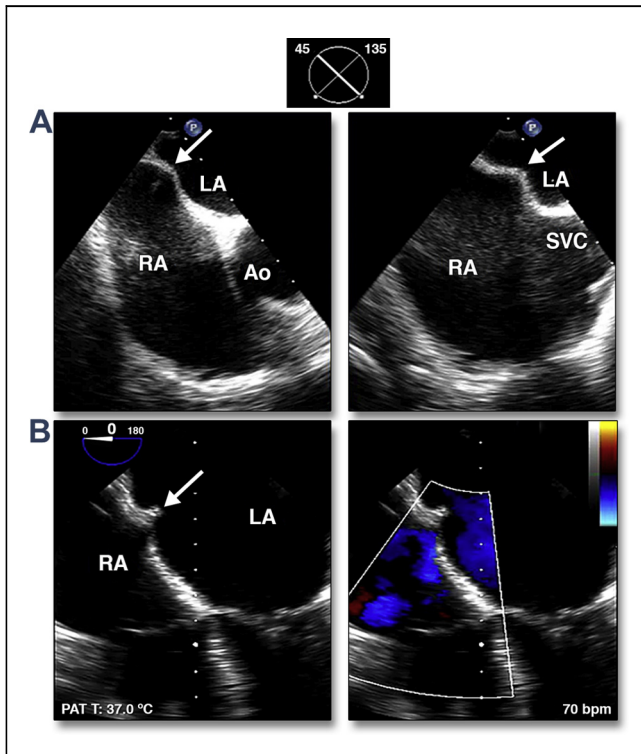 45 135
A
P
P
LA
RA
Ao
LA
RA
SVC
B
0 0 180
LA
RA
PAT T: 37.0 ºC
70 bpm